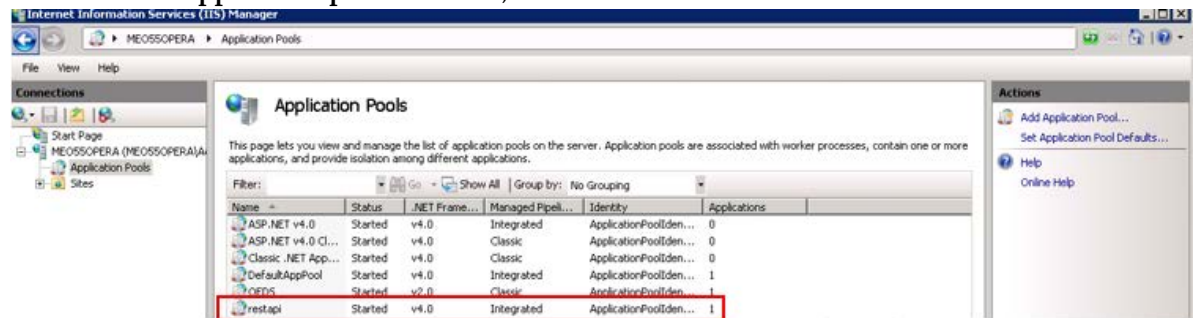 Internet Information Services (IIS) Manager
MEO55OPERA Application Pools
File View Help
Connections
Start Page
MEO55OPERA (MEO55OPERA\A
Application Pools
Sites
Application Pools
This page lets you view and manage the list of application pools on the server. Application pools are associated with worker processes, contain one or more
applications, and provide isolation among different applications.
Filter: Go Show All Group by: No Grouping
Name Status .NET Frame... Managed Pipeli... Identity Applications
ASP.NET v4.0 Started v4.0 Integrated ApplicationPoolIden... 0
ASP.NET v4.0 Cl... Started v4.0 Classic ApplicationPoolIden... 0
Classic .NET App... Started v4.0 Classic ApplicationPoolIden... 0
DefaultAppPool Started v4.0 Integrated ApplicationPoolIden... 1
OEDS Started v2.0 Classic ApplicationPoolIden... 1
restapi Started v4.0 Integrated ApplicationPoolIden... 1
Actions
Add Application Pool...
Set Application Pool Defaults...
Help
Online Help